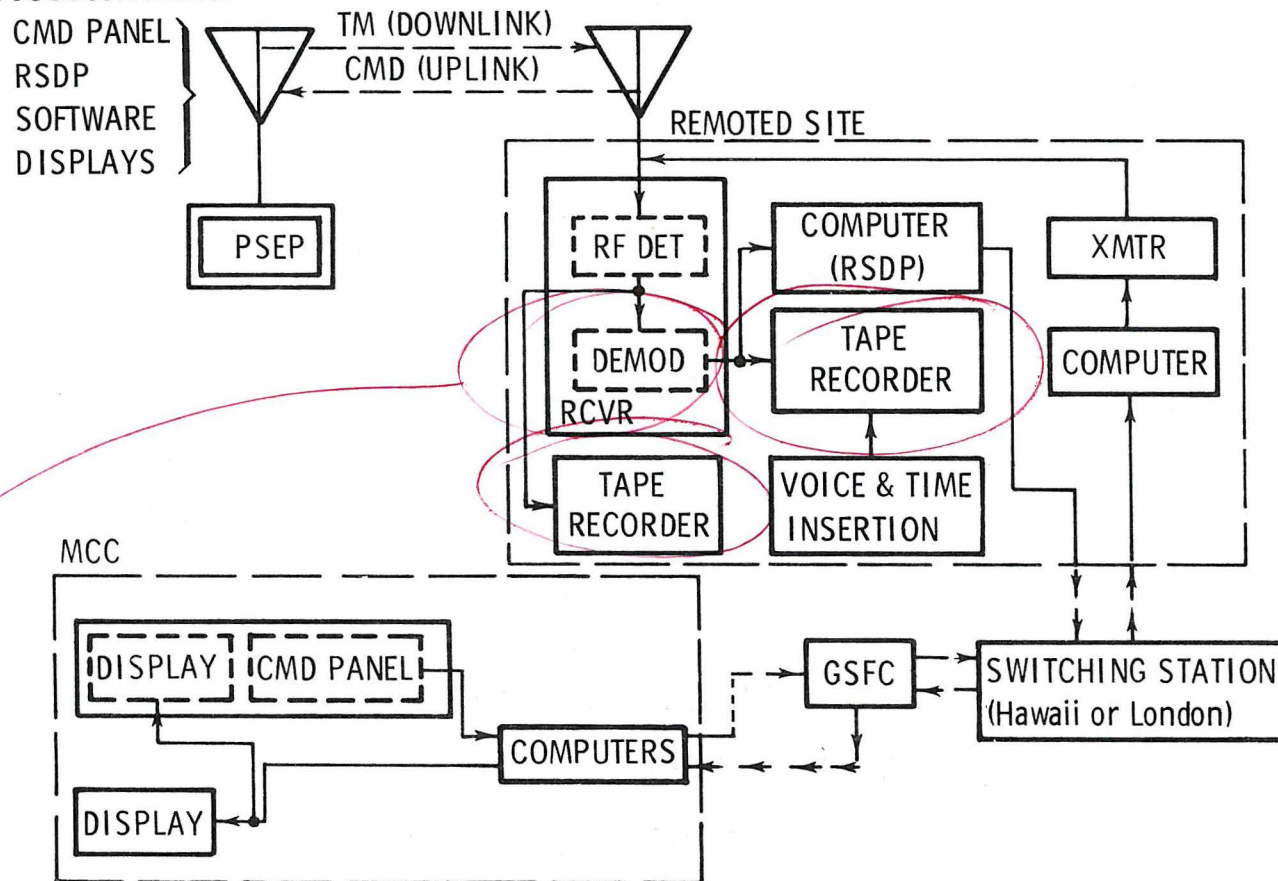 CMD PANEL
RSDP
SOFTWARE
DISPLAYS
TM (DOWNLINK)
CMD (UPLINK)
PSEP
REMOTED SITE
RF DET
DEMOD
RCVR
COMPUTER
(RSDP)
TAPE
RECORDER
XMTR
COMPUTER
TAPE
RECORDER
VOICE & TIME
INSERTION
MCC
DISPLAY
CMD PANEL
COMPUTERS
DISPLAY
GSFC
SWITCHING STATION
(Hawaii or London)